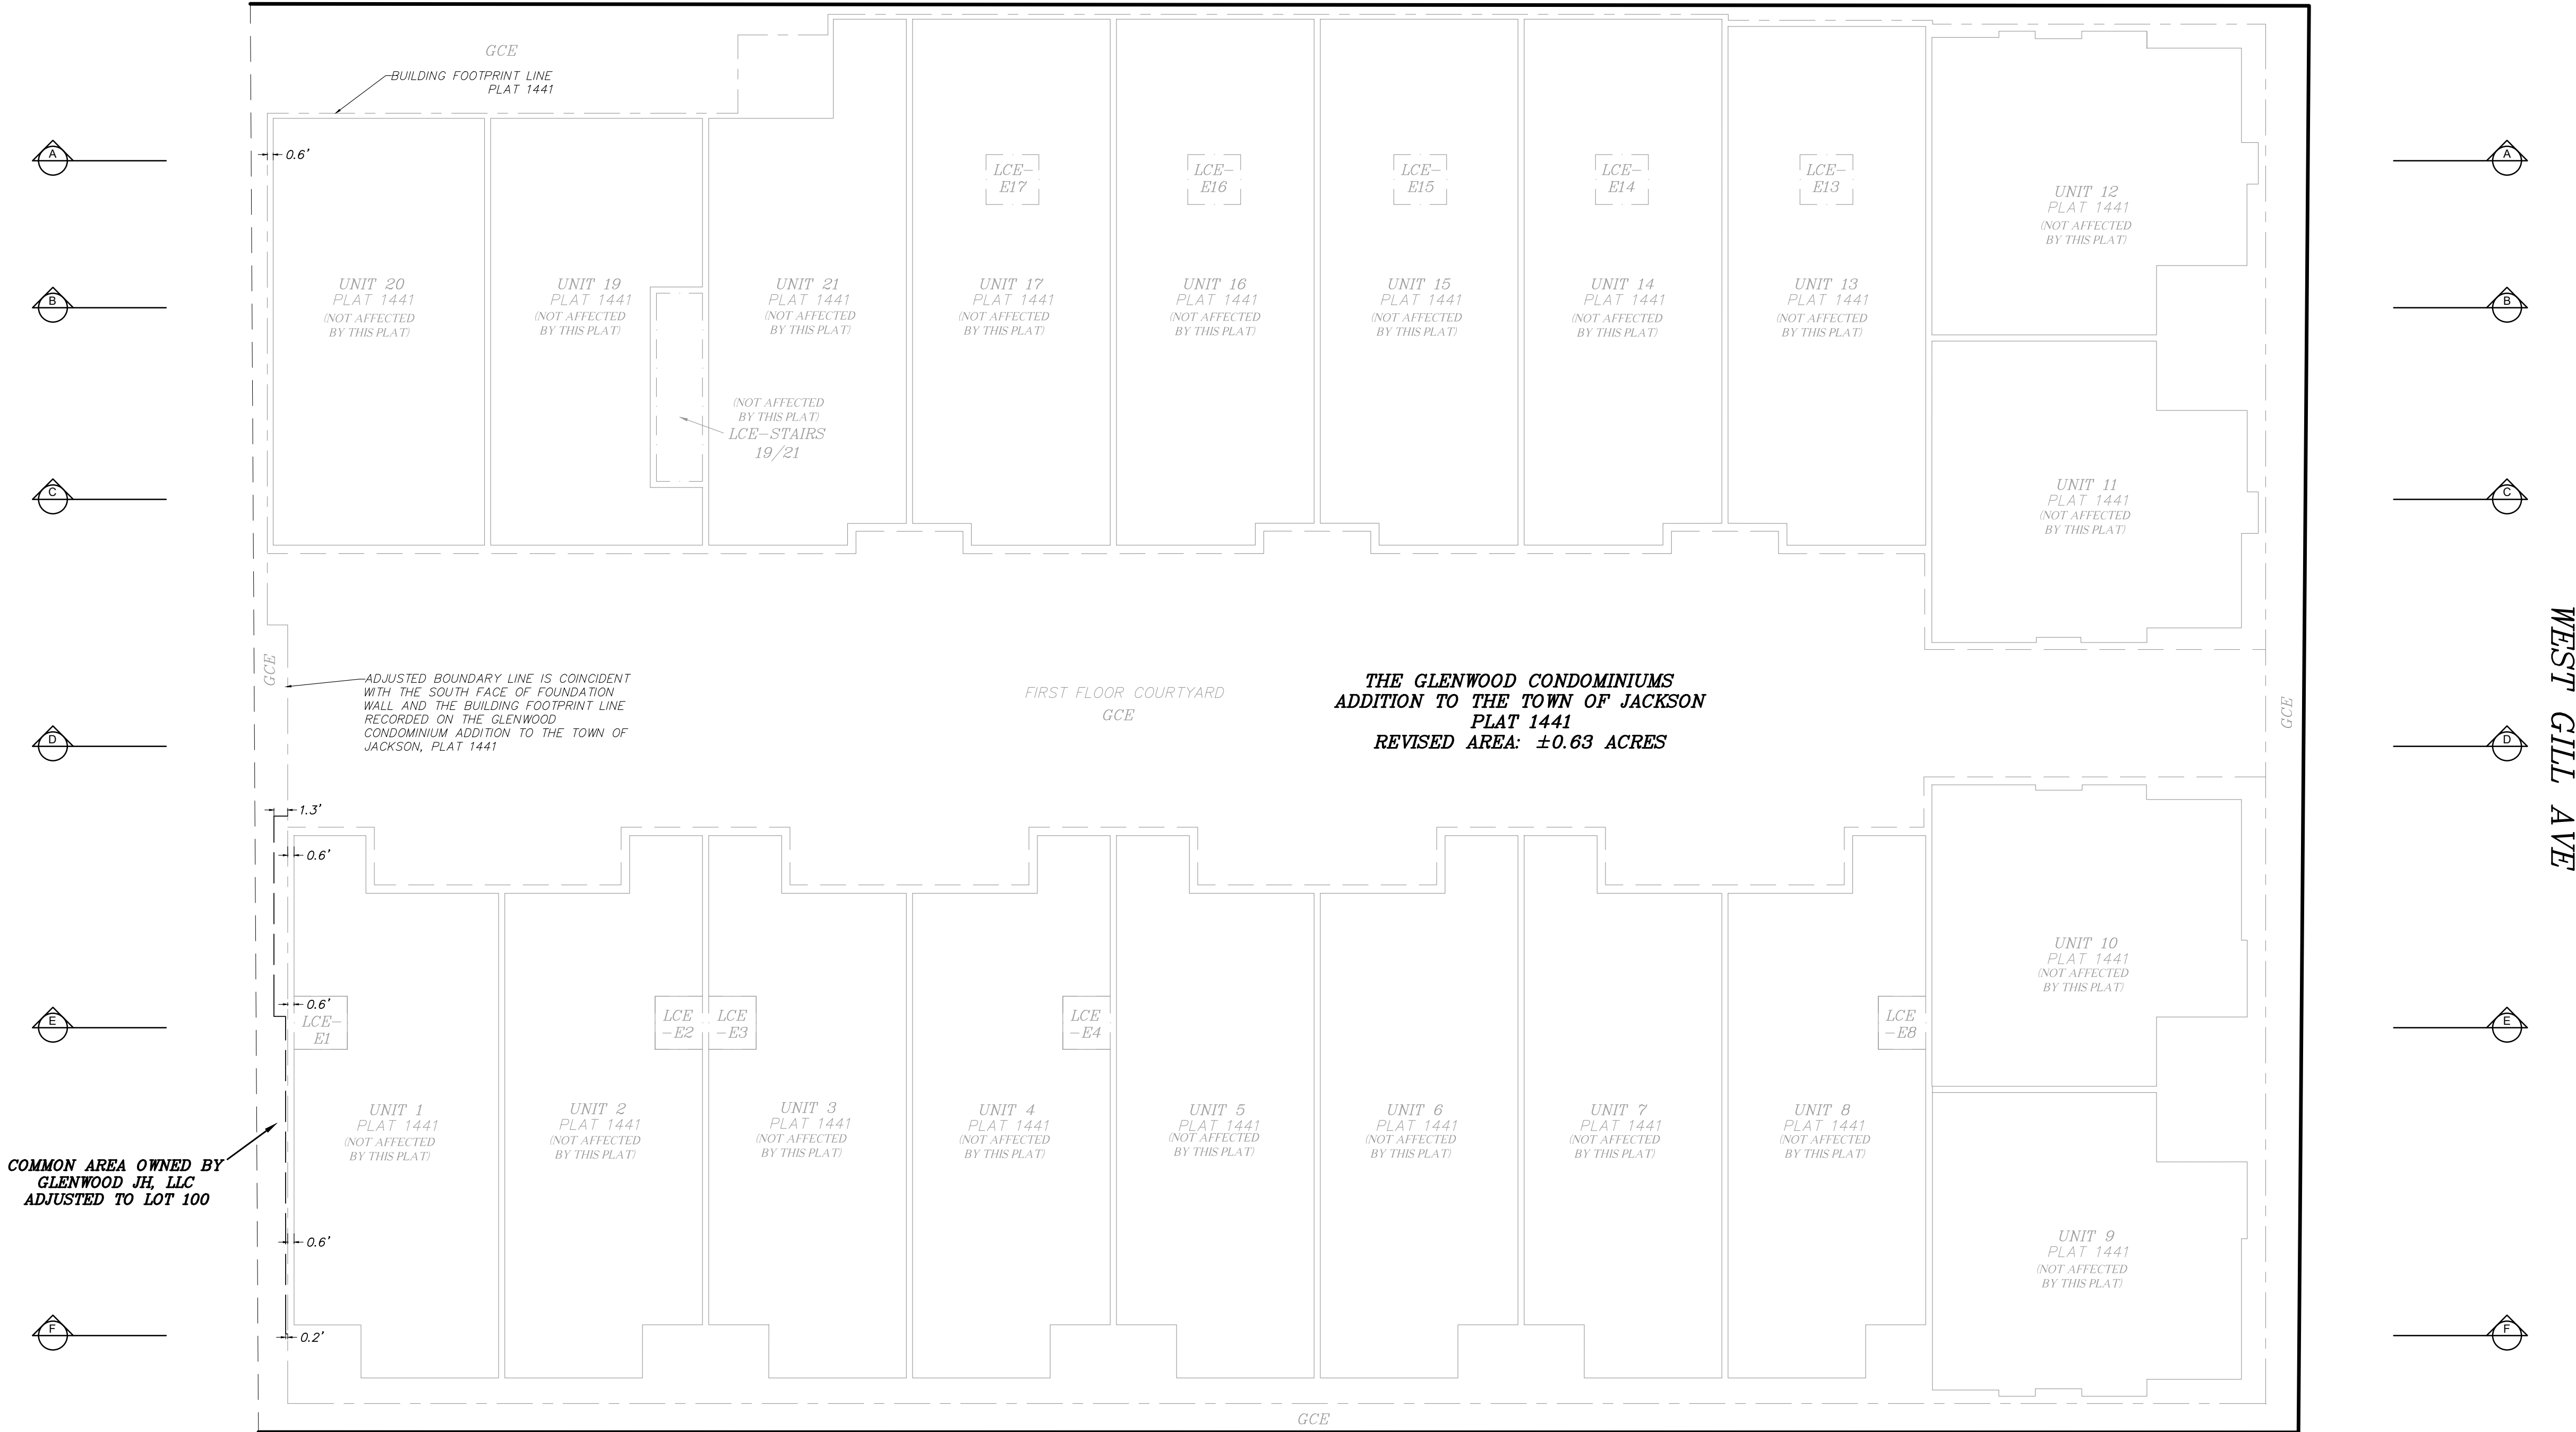 GCE
BUILDING FOOTPRINT LINE
PLAT 1441
A
A
0.6'
LCE-
E17
LCE-
E16
LCE-
E15
LCE-
E14
LCE-
E13
UNIT 12
PLAT 1441
(NOT AFFECTED
BY THIS PLAT)
B
B
UNIT 20
PLAT 1441
(NOT AFFECTED
BY THIS PLAT)
UNIT 19
PLAT 1441
(NOT AFFECTED
BY THIS PLAT)
UNIT 21
PLAT 1441
(NOT AFFECTED
BY THIS PLAT)
UNIT 17
PLAT 1441
(NOT AFFECTED
BY THIS PLAT)
UNIT 16
PLAT 1441
(NOT AFFECTED
BY THIS PLAT)
UNIT 15
PLAT 1441
(NOT AFFECTED
BY THIS PLAT)
UNIT 14
PLAT 1441
(NOT AFFECTED
BY THIS PLAT)
UNIT 13
PLAT 1441
(NOT AFFECTED
BY THIS PLAT)
(NOT AFFECTED
BY THIS PLAT)
LCE-STAIRS
19/21
C
C
UNIT 11
PLAT 1441
(NOT AFFECTED
BY THIS PLAT)
GCE
ADJUSTED BOUNDARY LINE IS COINCIDENT
WITH THE SOUTH FACE OF FOUNDATION
WALL AND THE BUILDING FOOTPRINT LINE
RECORDED ON THE GLENWOOD
CONDOMINIUM ADDITION TO THE TOWN OF
JACKSON, PLAT 1441
FIRST FLOOR COURTYARD
GCE
THE GLENWOOD CONDOMINIUMS
ADDITION TO THE TOWN OF JACKSON
PLAT 1441
REVISED AREA: ±0.63 ACRES
GCE
WEST GILL AVE
D
D
1.3'
0.6'
0.6'
E
E
LCE-
E1
LCE
-E2
LCE
-E3
LCE
-E4
LCE
-E8
UNIT 10
PLAT 1441
(NOT AFFECTED
BY THIS PLAT)
UNIT 1
PLAT 1441
(NOT AFFECTED
BY THIS PLAT)
UNIT 2
PLAT 1441
(NOT AFFECTED
BY THIS PLAT)
UNIT 3
PLAT 1441
(NOT AFFECTED
BY THIS PLAT)
UNIT 4
PLAT 1441
(NOT AFFECTED
BY THIS PLAT)
UNIT 5
PLAT 1441
(NOT AFFECTED
BY THIS PLAT)
UNIT 6
PLAT 1441
(NOT AFFECTED
BY THIS PLAT)
UNIT 7
PLAT 1441
(NOT AFFECTED
BY THIS PLAT)
UNIT 8
PLAT 1441
(NOT AFFECTED
BY THIS PLAT)
COMMON AREA OWNED BY
GLENWOOD JH, LLC
ADJUSTED TO LOT 100
0.6'
UNIT 9
PLAT 1441
(NOT AFFECTED
BY THIS PLAT)
F
F
0.2'
GCE